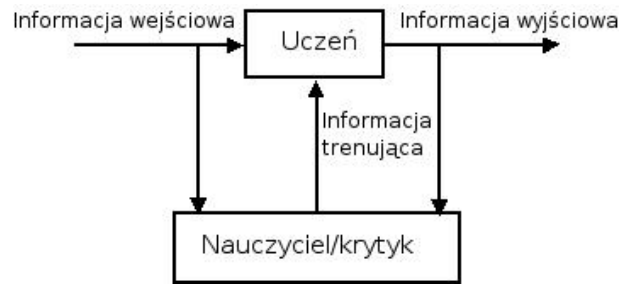 Informacja wejściowa
Uczeń
Informacja wyjściowa
Informacja
trenująca
Nauczyciel/krytyk